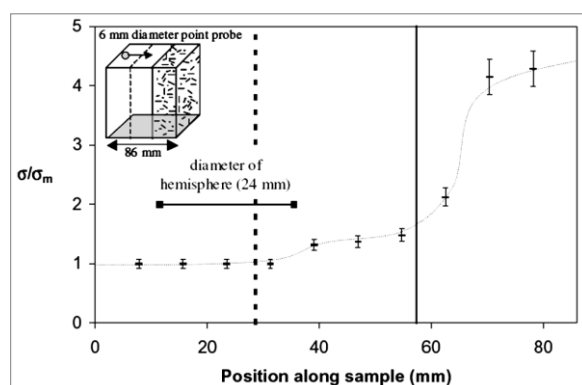 5
6 mm diameter point probe
4
86 mm
diameter of
hemisphere (24 mm)
σ/σm
3
2
1
0
0 20 40 60 80
Position along sample (mm)